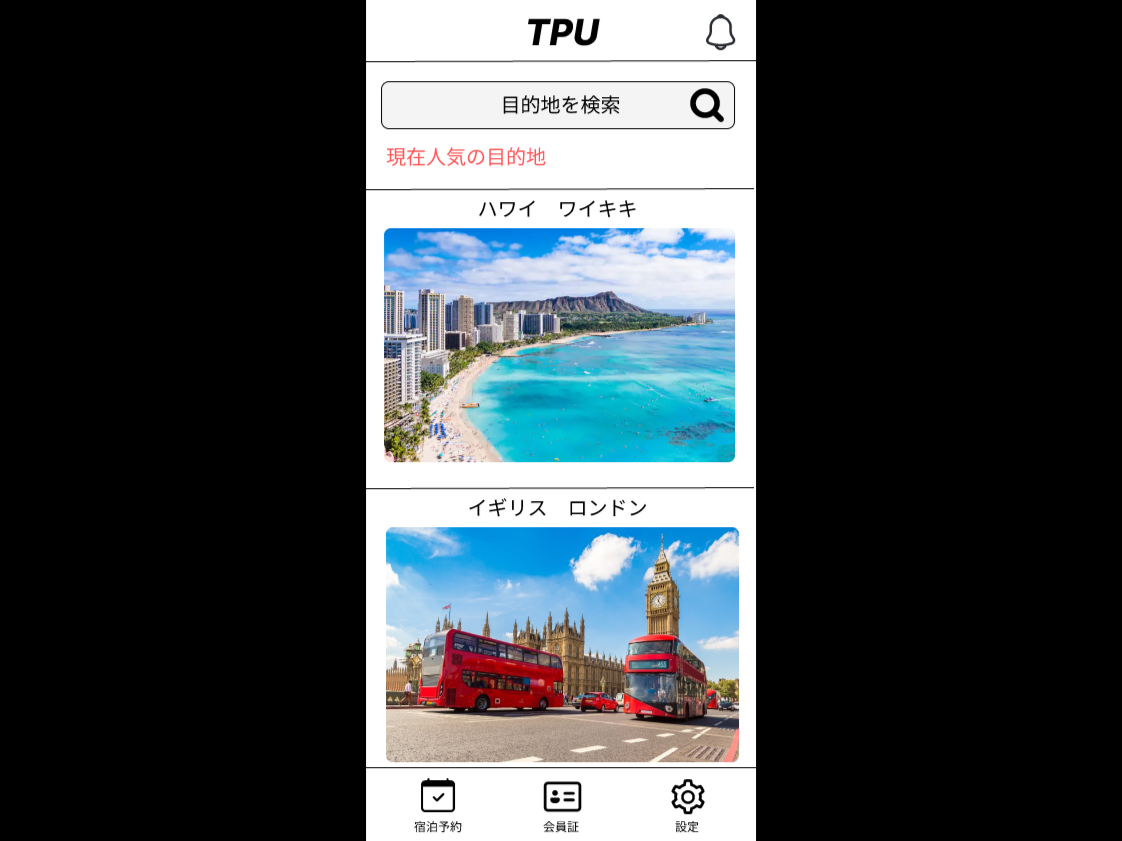 TPU
目的地を検索
現在人気の目的地
ハワイ　ワイキキ
イギリス　ロンドン
宿泊予約
会員証
設定